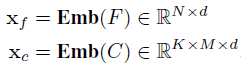 x_f = Emb(F) ∈ ℝ^{N×d}
x_c = Emb(C) ∈ ℝ^{K×M×d}.